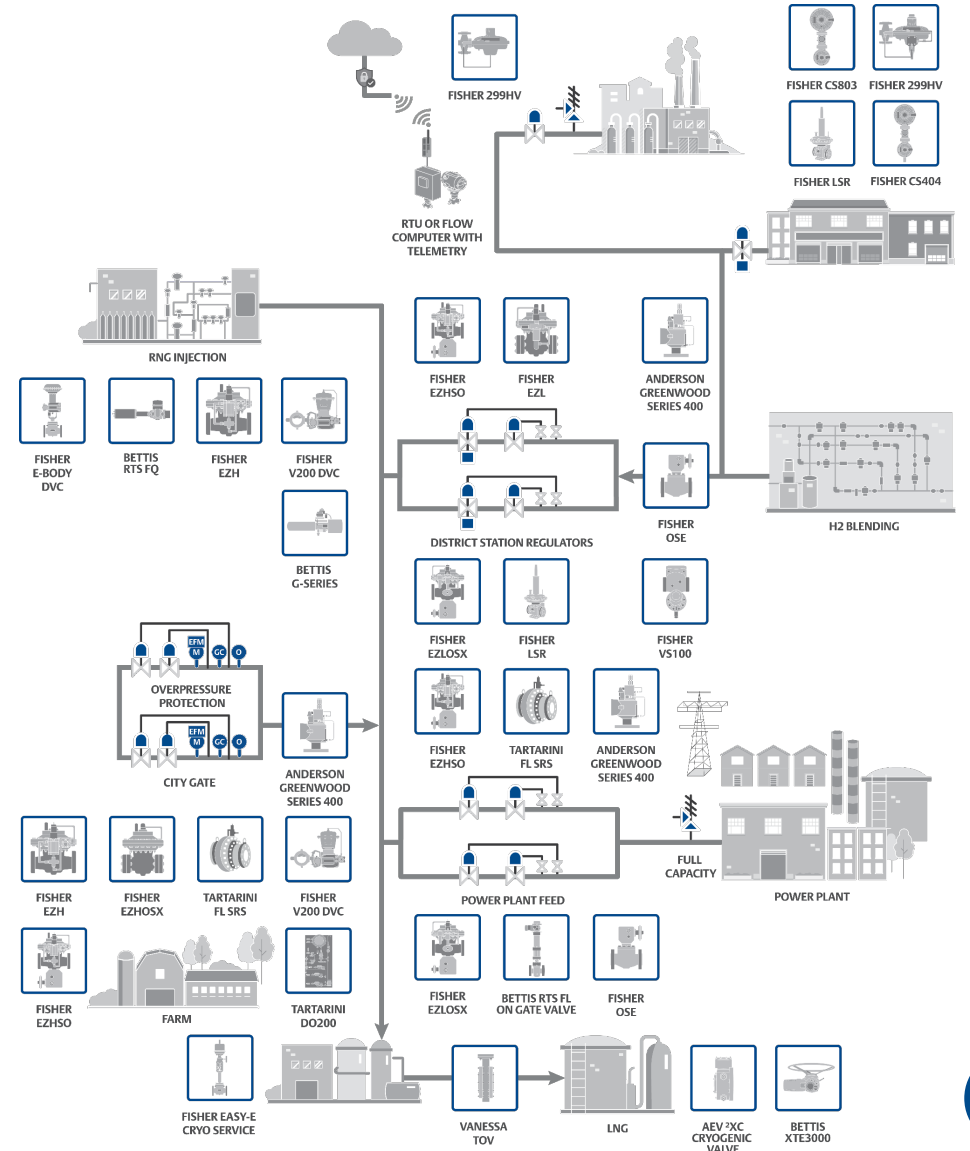 FISHER 299HV
FISHER CS803
FISHER 299HV
FISHER LSR
FISHER CS404
RTU OR FLOW
COMPUTER WITH
TELEMETRY
RNG INJECTION
FISHER
E-BODY
DVC
BETTIS
RTS FQ
FISHER
EZH
FISHER
V200 DVC
BETTIS
G-SERIES
FISHER
EZHSO
FISHER
EZL
ANDERSON
GREENWOOD
SERIES 400
DISTRICT STATION REGULATORS
FISHER
OSE
H2 BLENDING
FISHER
EZLOSX
FISHER
LSR
FISHER
VS100
EFM
M
GC
O
OVERPRESSURE
PROTECTION
EFM
M
GC
O
CITY GATE
ANDERSON
GREENWOOD
SERIES 400
FISHER
EZHSO
TARTARINI
FL SRS
ANDERSON
GREENWOOD
SERIES 400
POWER PLANT FEED
FULL
CAPACITY
POWER PLANT
FISHER
EZH
FISHER
EZHOSX
TARTARINI
FL SRS
FISHER
V200 DVC
FISHER
EZHSO
FARM
TARTARINI
DO200
FISHER
EZLOSX
BETTIS RTS FL
ON GATE VALVE
FISHER
OSE
FISHER EASY-E
CRYO SERVICE
VANESSA
TOV
LNG
AEV ²XC
CRYOGENIC
VALVE
BETTIS
XTE3000